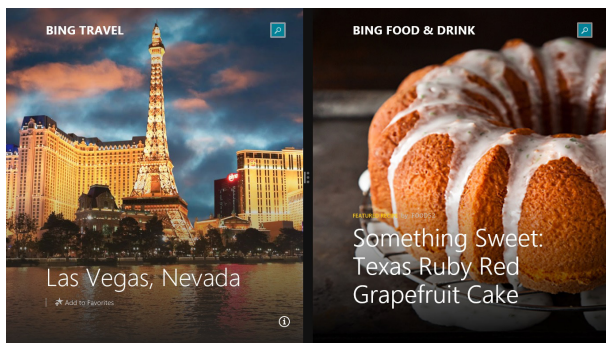 BING TRAVEL
Las Vegas, Nevada
Add to Favorites
BING FOOD & DRINK
Something Sweet:
Texas Ruby Red
Grapefruit Cake